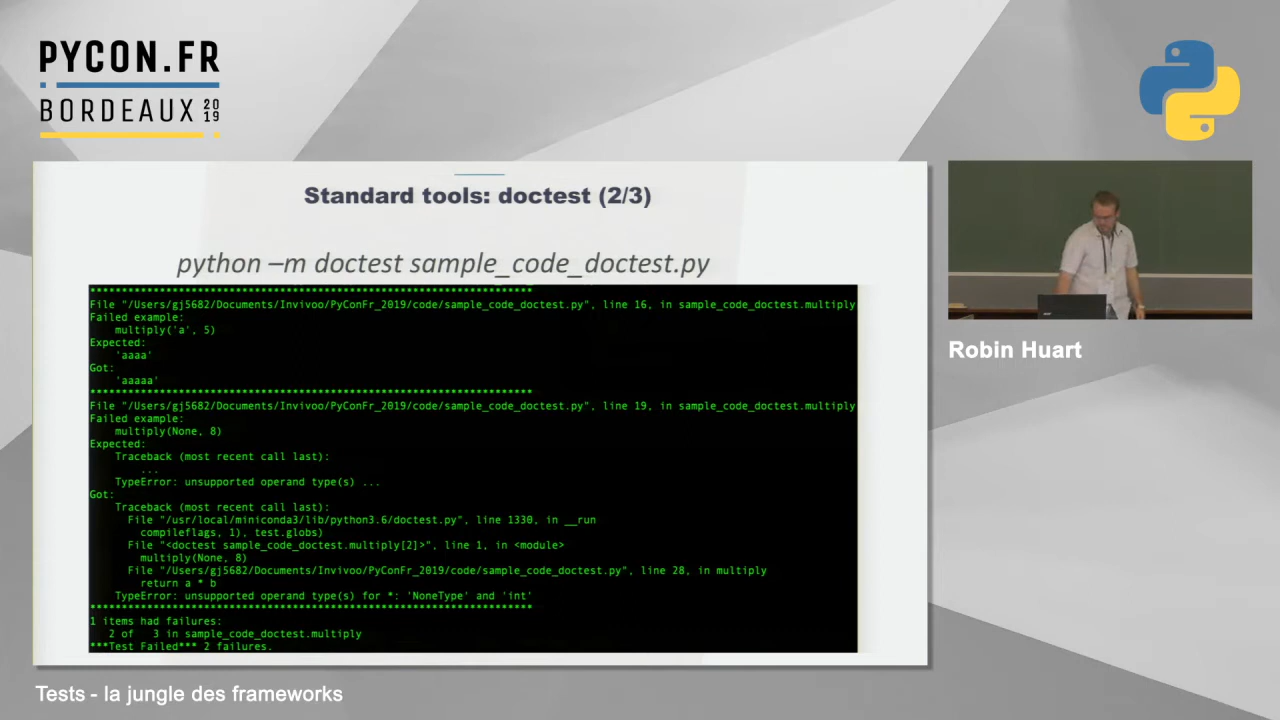 PYCON.FR
BORDEAUX 2019
Standard tools: doctest (2/3)
python –m doctest sample_code_doctest.py
**********************************************************************
File "/Users/gj5682/Documents/Invivoo/PyConFr_2019/code/sample_code_doctest.py", line 16, in sample_code_doctest.multiply
Failed example:
    multiply('a', 5)
Expected:
    'aaaa'
Got:
    'aaaaa'
**********************************************************************
File "/Users/gj5682/Documents/Invivoo/PyConFr_2019/code/sample_code_doctest.py", line 19, in sample_code_doctest.multiply
Failed example:
    multiply(None, 8)
Expected:
    Traceback (most recent call last):
        ...
    TypeError: unsupported operand type(s) ...
Got:
    Traceback (most recent call last):
      File "/usr/local/miniconda3/lib/python3.6/doctest.py", line 1330, in __run
        compileflags, 1), test.globs)
      File "<doctest sample_code_doctest.multiply[2]>", line 1, in <module>
        multiply(None, 8)
      File "/Users/gj5682/Documents/Invivoo/PyConFr_2019/code/sample_code_doctest.py", line 28, in multiply
        return a * b
    TypeError: unsupported operand type(s) for *: 'NoneType' and 'int'
**********************************************************************
1 items had failures:
   2 of   3 in sample_code_doctest.multiply
***Test Failed*** 2 failures.
Robin Huart
Tests - la jungle des frameworks